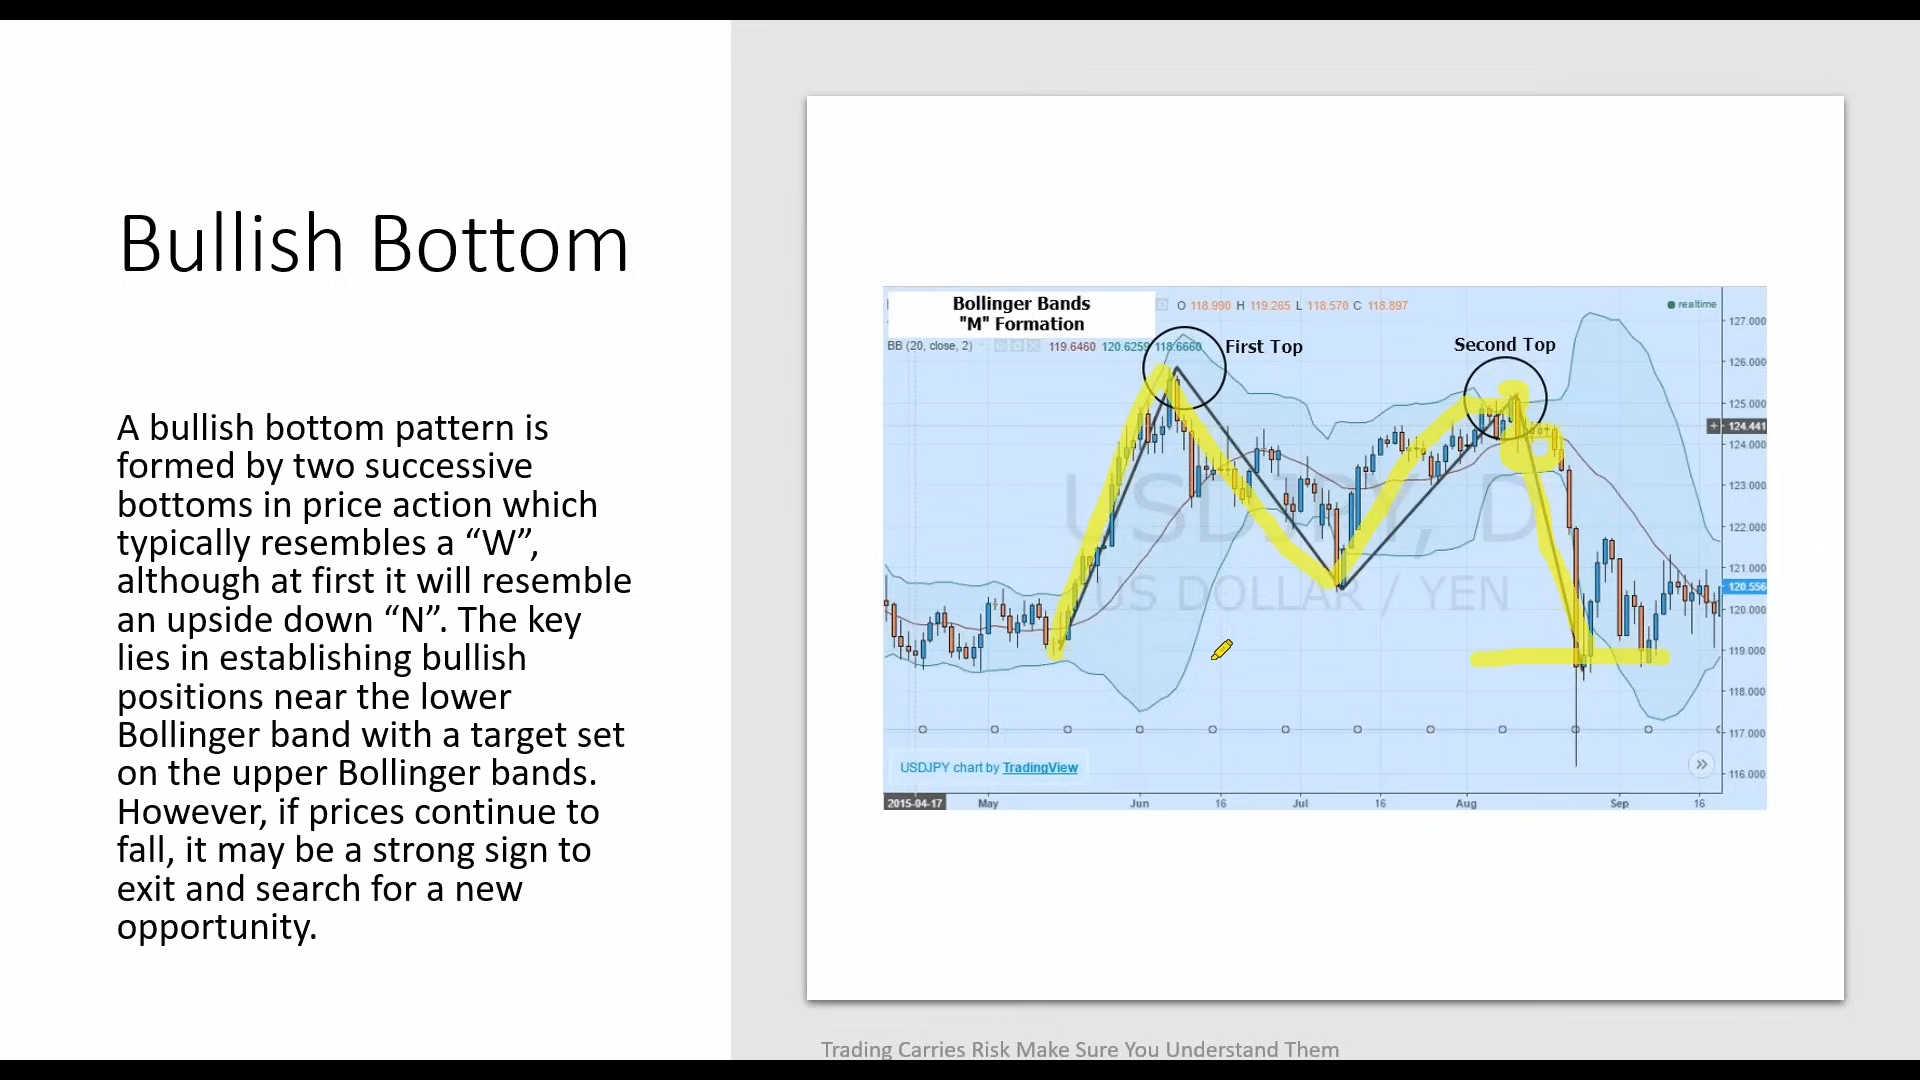 Bullish Bottom
A bullish bottom pattern is
formed by two successive
bottoms in price action which
typically resembles a “W”,
although at first it will resemble
an upside down “N”. The key
lies in establishing bullish
positions near the lower
Bollinger band with a target set
on the upper Bollinger bands.
However, if prices continue to
fall, it may be a strong sign to
exit and search for a new
opportunity.
Bollinger Bands
"M" Formation
O 118.990 H 119.265 L 118.570 C 118.897
realtime
BB (20, close, 2)
119.6460 120.6259 118.6660
First Top
Second Top
USDJPY, D
US DOLLAR / YEN
127.000
126.000
125.000
124.441
124.000
123.000
122.000
121.000
120.556
120.000
119.000
118.000
117.000
116.000
USDJPY chart by TradingView
2015-04-17 May Jun 16 Jul 16 Aug Sep 16
Trading Carries Risk Make Sure You Understand Them